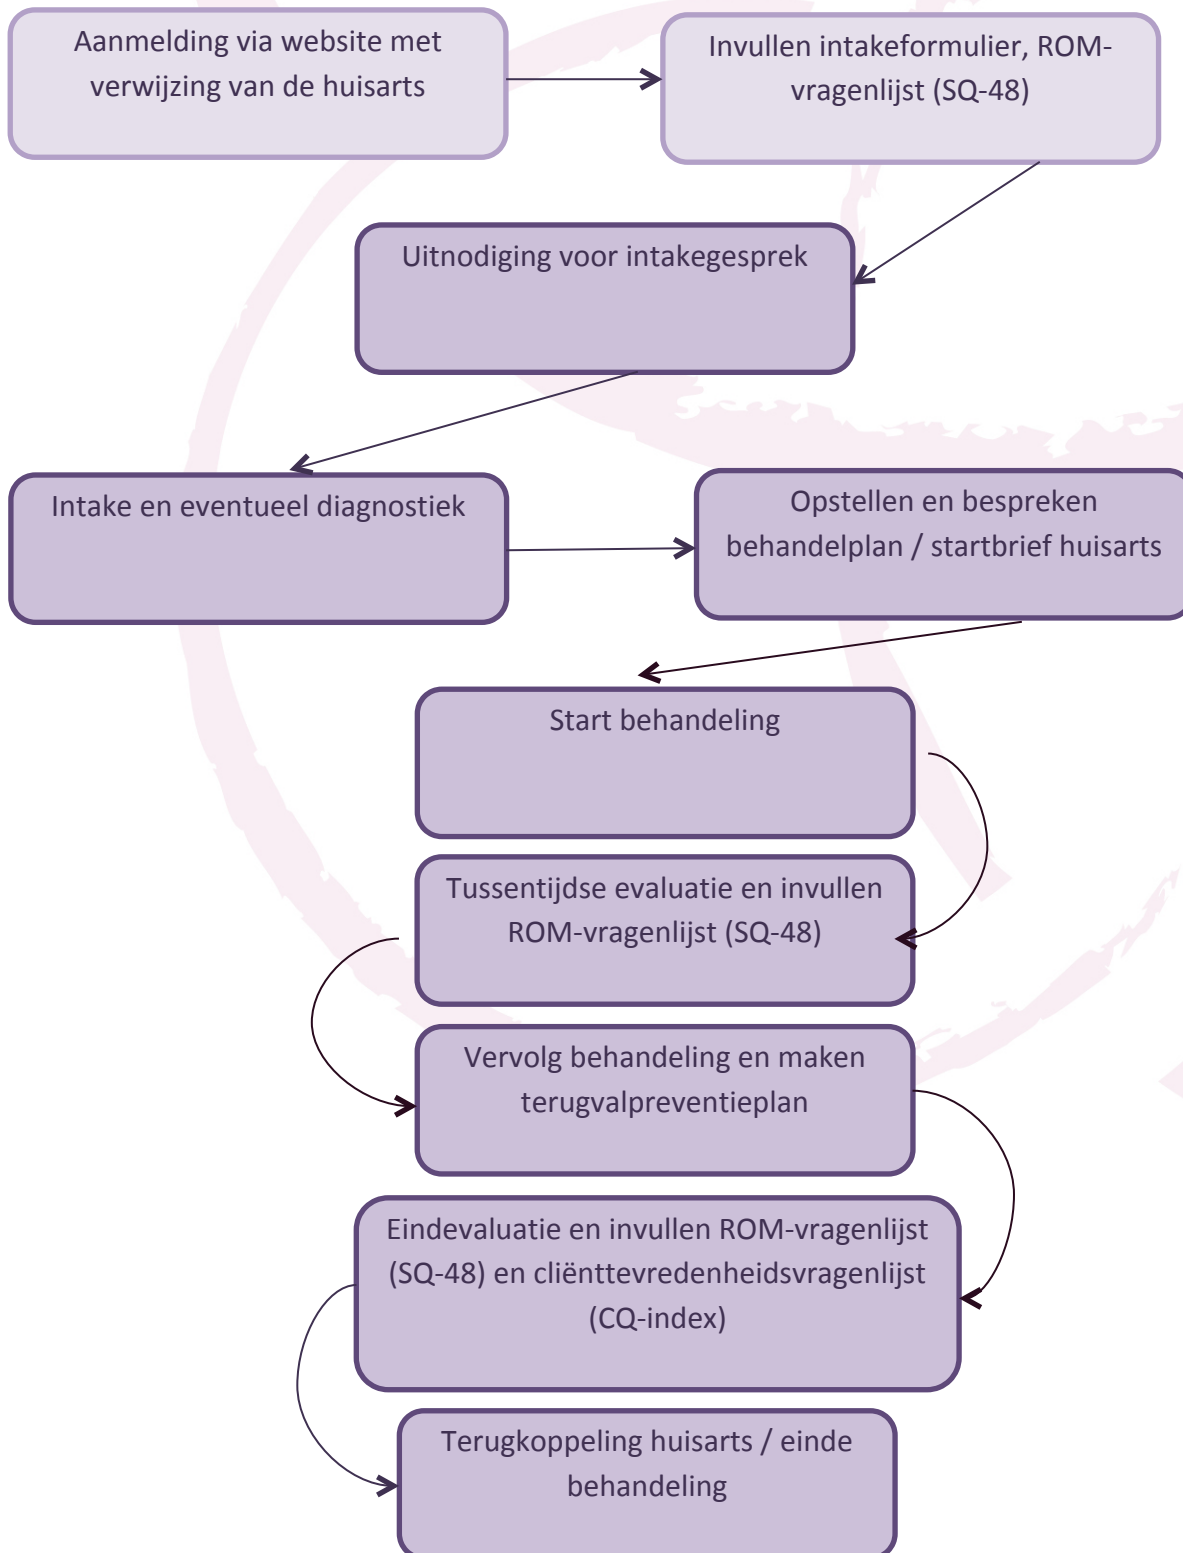 Aanmelding via website met
verwijzing van de huisarts
Invullen intakeformulier, ROM-
vragenlijst (SQ-48)
Uitnodiging voor intakegesprek
Intake en eventueel diagnostiek
Opstellen en bespreken
behandelplan / startbrief huisarts
Start behandeling
Tussentijdse evaluatie en invullen
ROM-vragenlijst (SQ-48)
Vervolg behandeling en maken
terugvalpreventieplan
Eindevaluatie en invullen ROM-vragenlijst
(SQ-48) en cliënttevredenheidsvragenlijst
(CQ-index)
Terugkoppeling huisarts / einde
behandeling